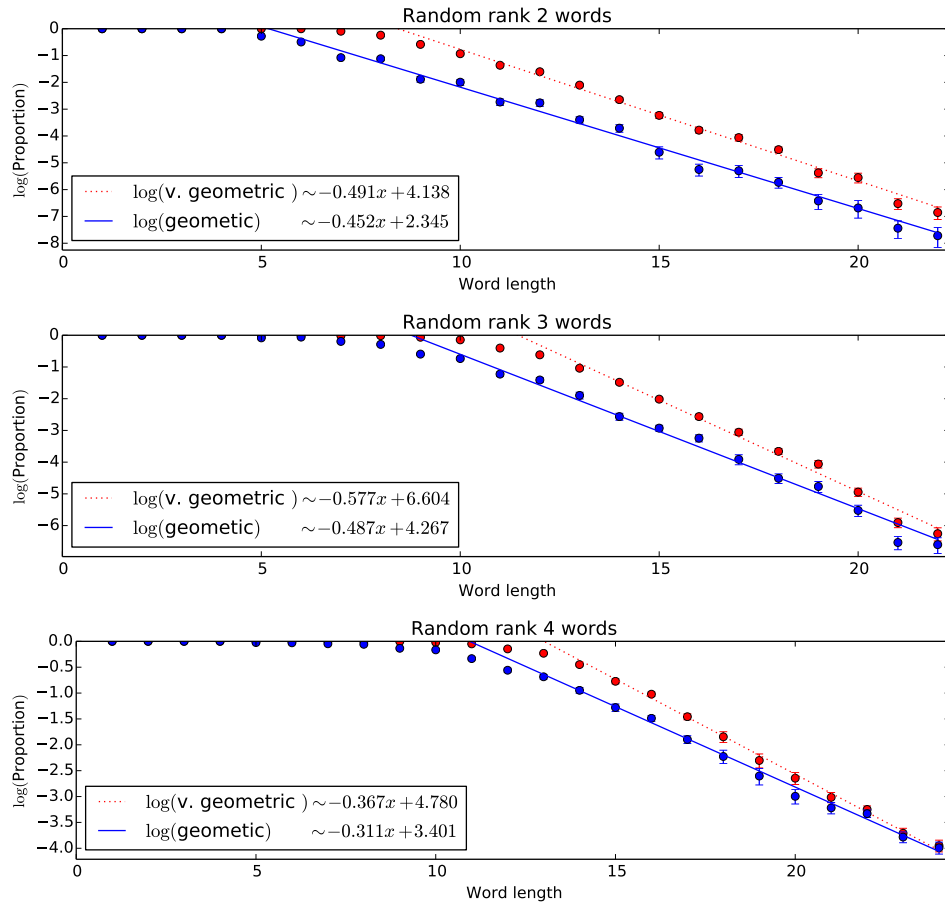 Random rank 2 words
0
−1
−2
−3
−4
−5
−6
−7
−8
log(Proportion)
log(v. geometric ) ∼−0.491x+4.138
log(geometic) ∼−0.452x+2.345
0 5 10 15 20
Word length
Random rank 3 words
0
−1
−2
−3
−4
−5
−6
log(Proportion)
log(v. geometric ) ∼−0.577x+6.604
log(geometic) ∼−0.487x+4.267
0 5 10 15 20
Word length
Random rank 4 words
0.0
−0.5
−1.0
−1.5
−2.0
−2.5
−3.0
−3.5
−4.0
log(Proportion)
log(v. geometric ) ∼−0.367x+4.780
log(geometic) ∼−0.311x+3.401
0 5 10 15 20
Word length